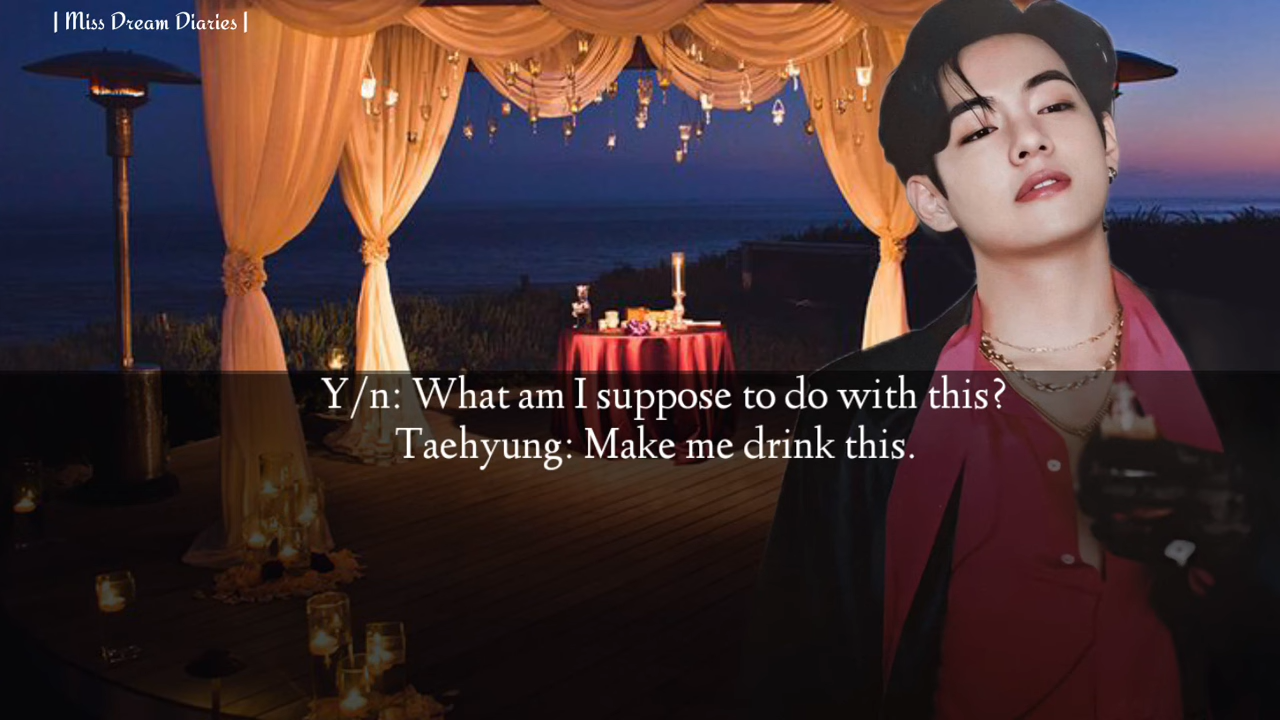 | Miss Dream Diaries |
Y/n: What am I suppose to do with this?
Taehyung: Make me drink this.